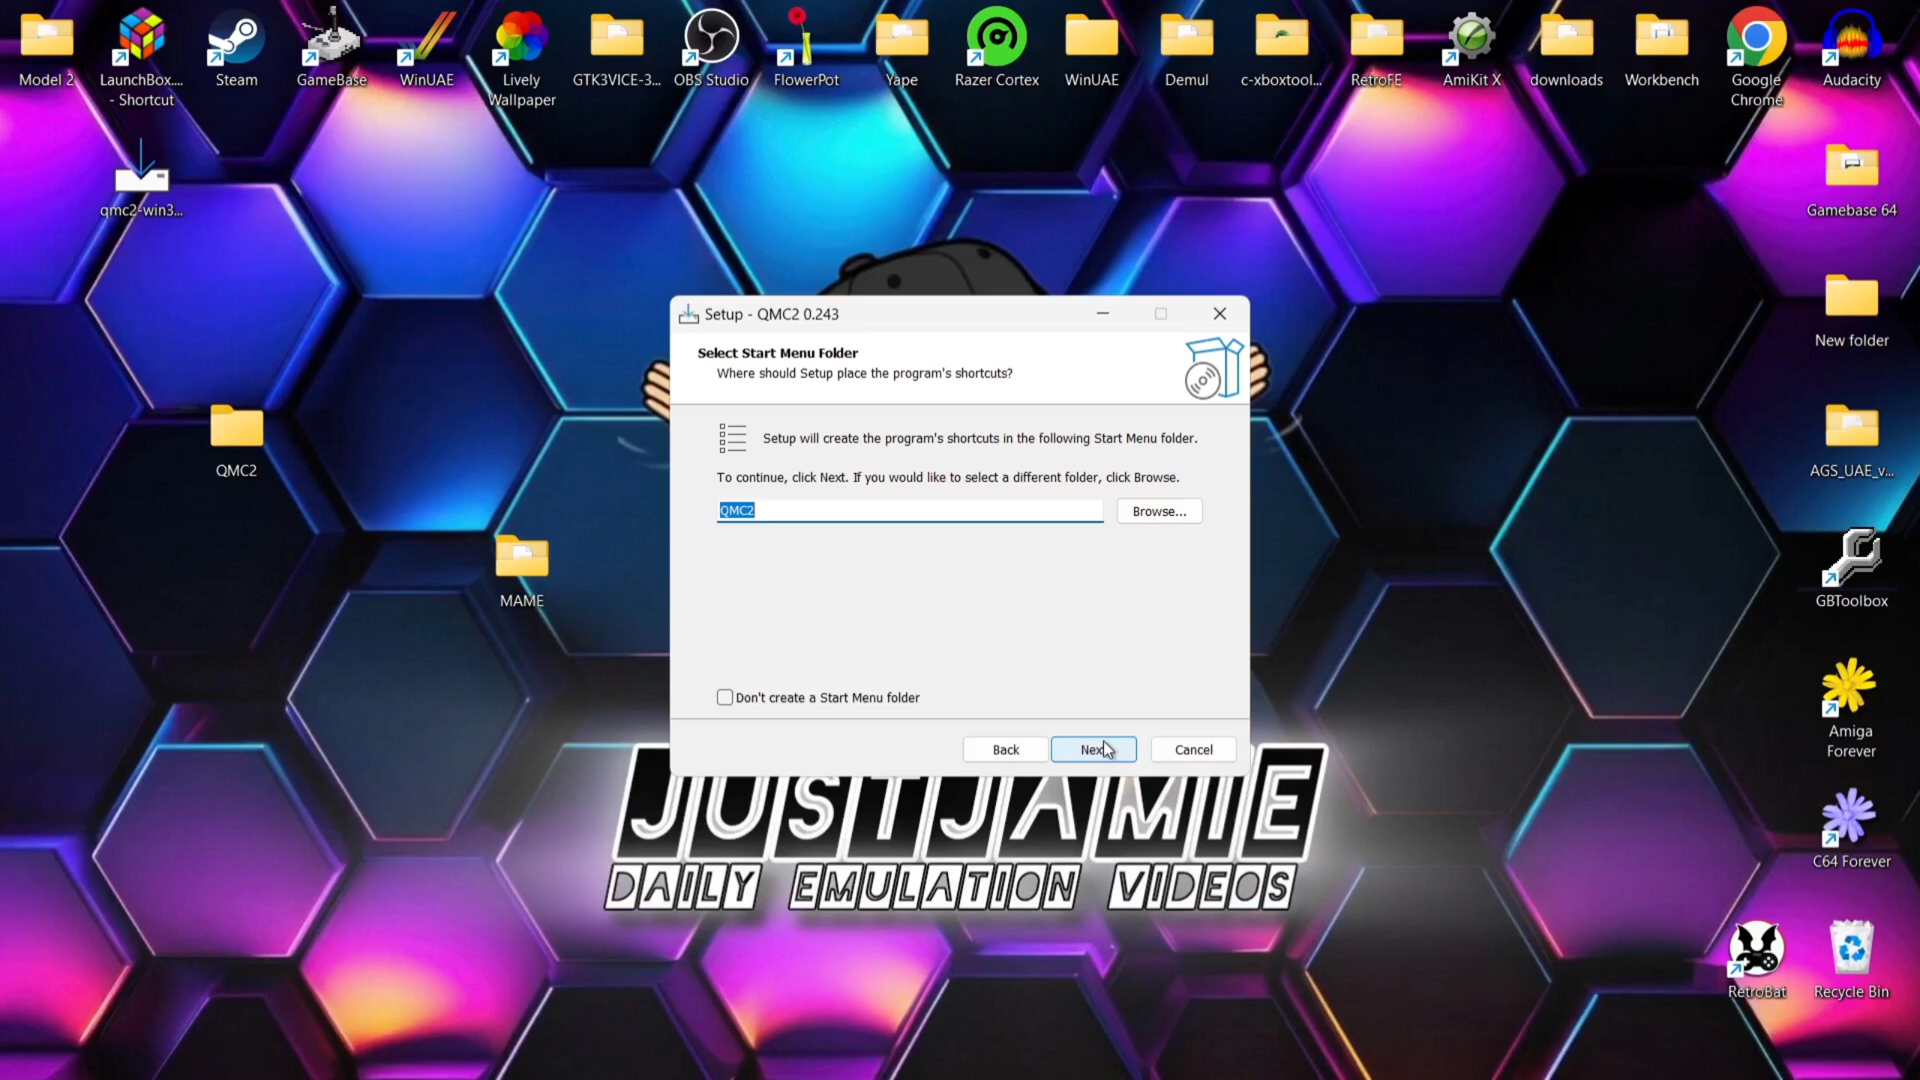 Model 2
LaunchBox....
- Shortcut
Steam
GameBase
WinUAE
Lively
Wallpaper
GTK3VICE-3...
OBS Studio
FlowerPot
Yape
Razer Cortex
WinUAE
Demul
c-xboxtool...
RetroFE
AmiKit X
downloads
Workbench
Google
Chrome
Audacity
qmc2-win3...
Gamebase 64
New folder
QMC2
AGS_UAE_v...
MAME
GBToolbox
Amiga
Forever
C64 Forever
RetroBat
Recycle Bin
Setup - QMC2 0.243
Select Start Menu Folder
Where should Setup place the program's shortcuts?
Setup will create the program's shortcuts in the following Start Menu folder.
To continue, click Next. If you would like to select a different folder, click Browse.
QMC2
Browse...
Don't create a Start Menu folder
Back
Next
Cancel
JUSTJAMIE
DAILY EMULATION VIDEOS